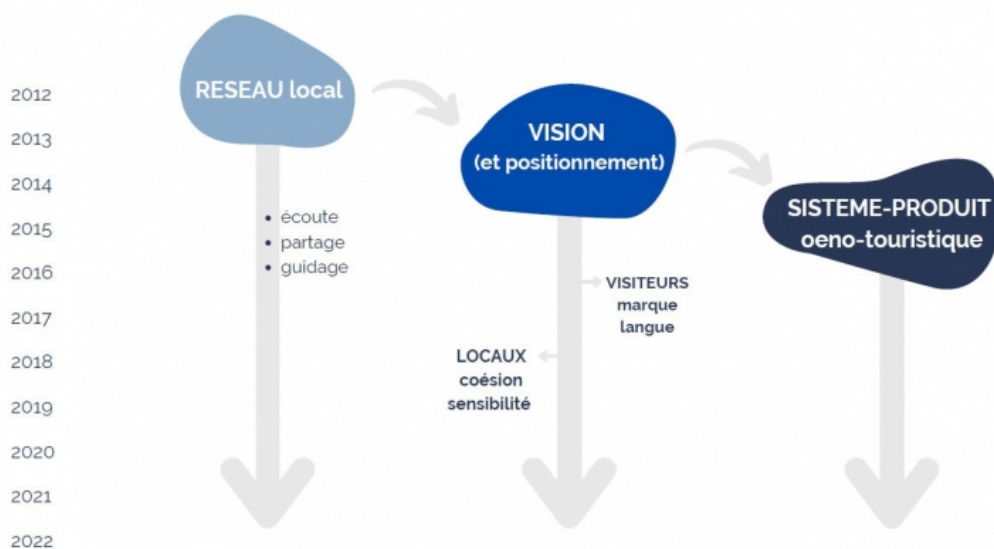 2012
2013
2014
2015
2016
2017
2018
2019
2020
2021
2022
RESEAU local
• écoute
• partage
• guidage
VISION
(et positionnement)
VISITEURS
marque
langue
LOCAUX
coésion
sensibilité
SISTEME-PRODUIT
oeno-touristique